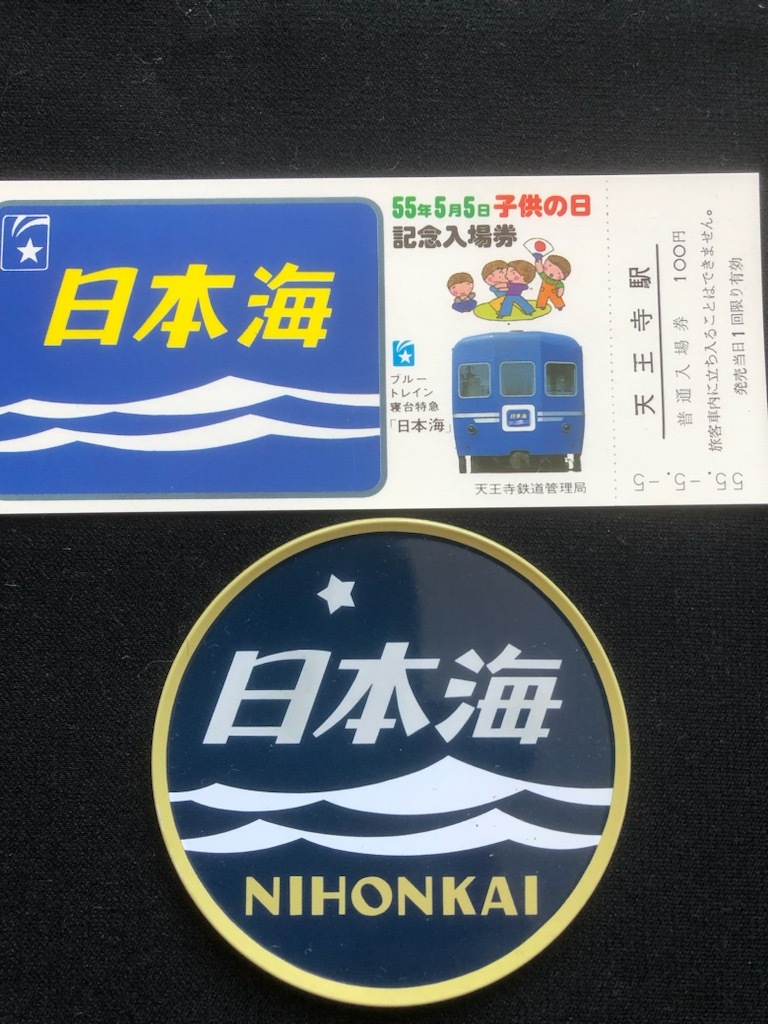 日本海
55年5月5日子供の日
記念入場券
ブルー
トレイン
寝台特急
「日本海」
日本海
天王寺鉄道管理局
天王寺駅
普通入場券 100円
旅客車内に立ち入ることはできません。
発売当日1回限り有効
55.-5.-5
日本海
NIHONKAI